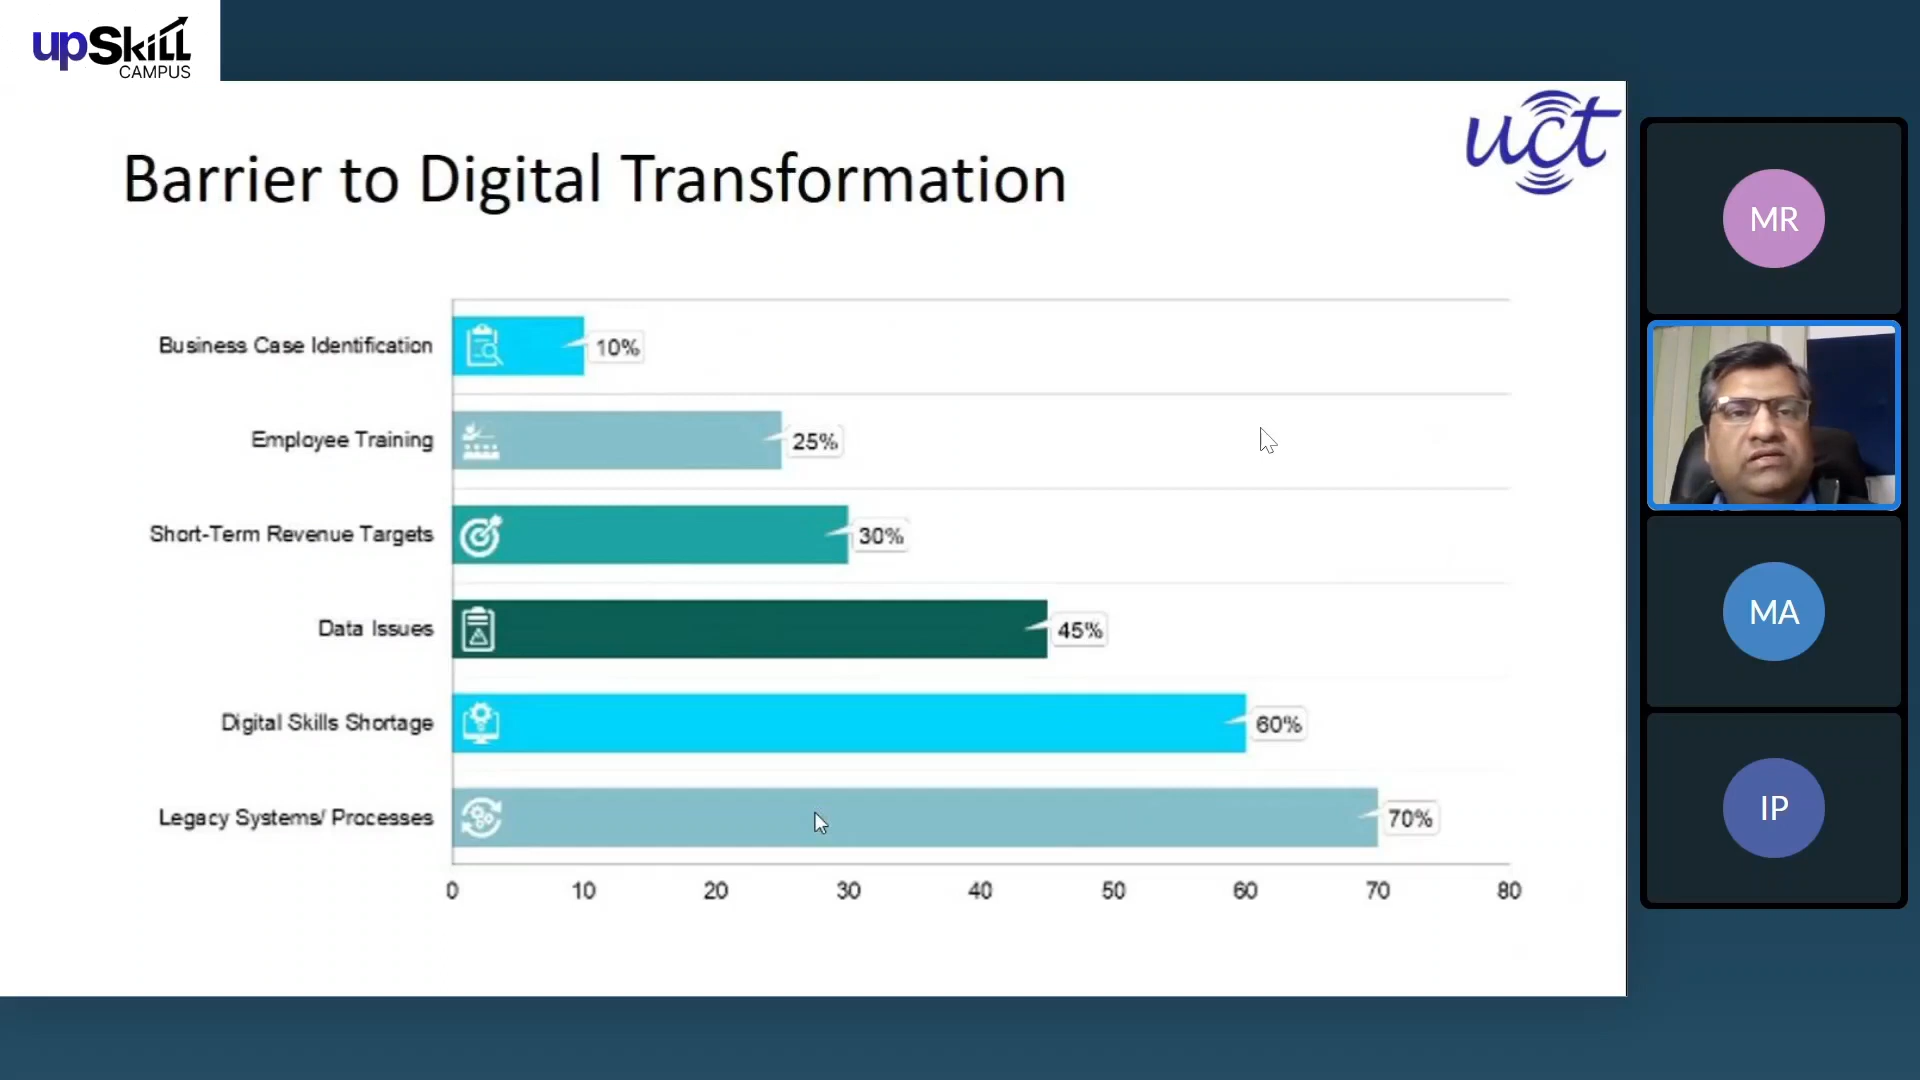 upSkill
CAMPUS
uct
Barrier to Digital Transformation
Business Case Identification
10%
Employee Training
25%
Short-Term Revenue Targets
30%
Data Issues
45%
Digital Skills Shortage
60%
Legacy Systems/ Processes
70%
0 10 20 30 40 50 60 70 80
MR
MA
IP